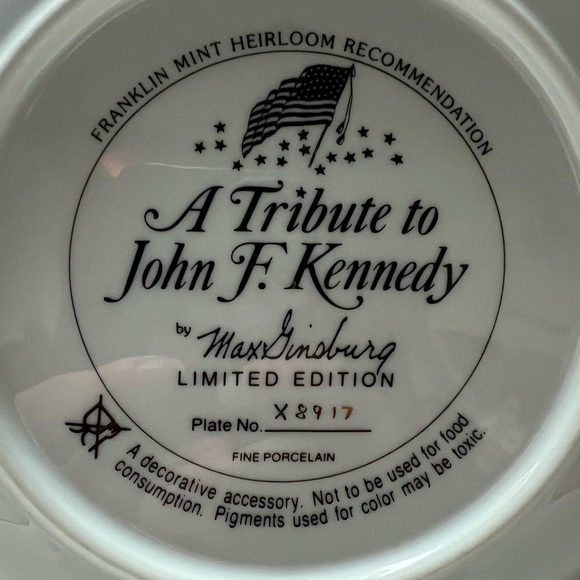 FRANKLIN MINT HEIRLOOM RECOMMENDATION
A Tribute to
John F. Kennedy
by Max Ginsburg
LIMITED EDITION
Plate No. X8917
FINE PORCELAIN
A decorative accessory. Not to be used for food
consumption. Pigments used for color may be toxic.